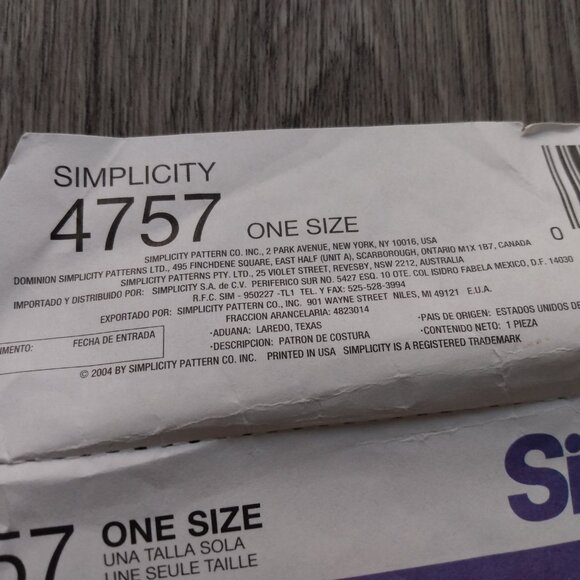 SIMPLICITY
4757 ONE SIZE
SIMPLICITY PATTERN CO. INC., 2 PARK AVENUE, NEW YORK, NY 10016, USA
DOMINION SIMPLICITY PATTERNS LTD., 495 FINCHDENE SQUARE, EAST HALF (UNIT A), SCARBOROUGH, ONTARIO M1X 1B7, CANADA
SIMPLICITY PATTERNS PTY. LTD., 25 VIOLET STREET, REVESBY, NSW 2212, AUSTRALIA
IMPORTADO Y DISTRIBUIDO POR: SIMPLICITY S.A. de C.V. PERIFERICO SUR NO. 5427 ESQ. 10 OTE. COL ISIDRO FABELA MEXICO, D.F. 14030
R.F.C. SIM - 950227 -TL1 TEL. Y FAX: 525-528-3994
EXPORTADO POR: SIMPLICITY PATTERN CO. INC. 901 WAYNE STREET NILES, MI 49121 E.U.A.
FRACCION ARANCELARIA: 4823014
IMENTO: FECHA DE ENTRADA
·ADUANA: LAREDO, TEXAS ·PAIS DE ORIGEN: ESTADOS UNIDOS DE
·DESCRIPCION: PATRON DE COSTURA ·CONTENIDO NETO: 1 PIEZA
© 2004 BY SIMPLICITY PATTERN CO. INC. PRINTED IN USA SIMPLICITY IS A REGISTERED TRADEMARK
0
Si
57 ONE SIZE
UNA TALLA SOLA
UNE SEULE TAILLE